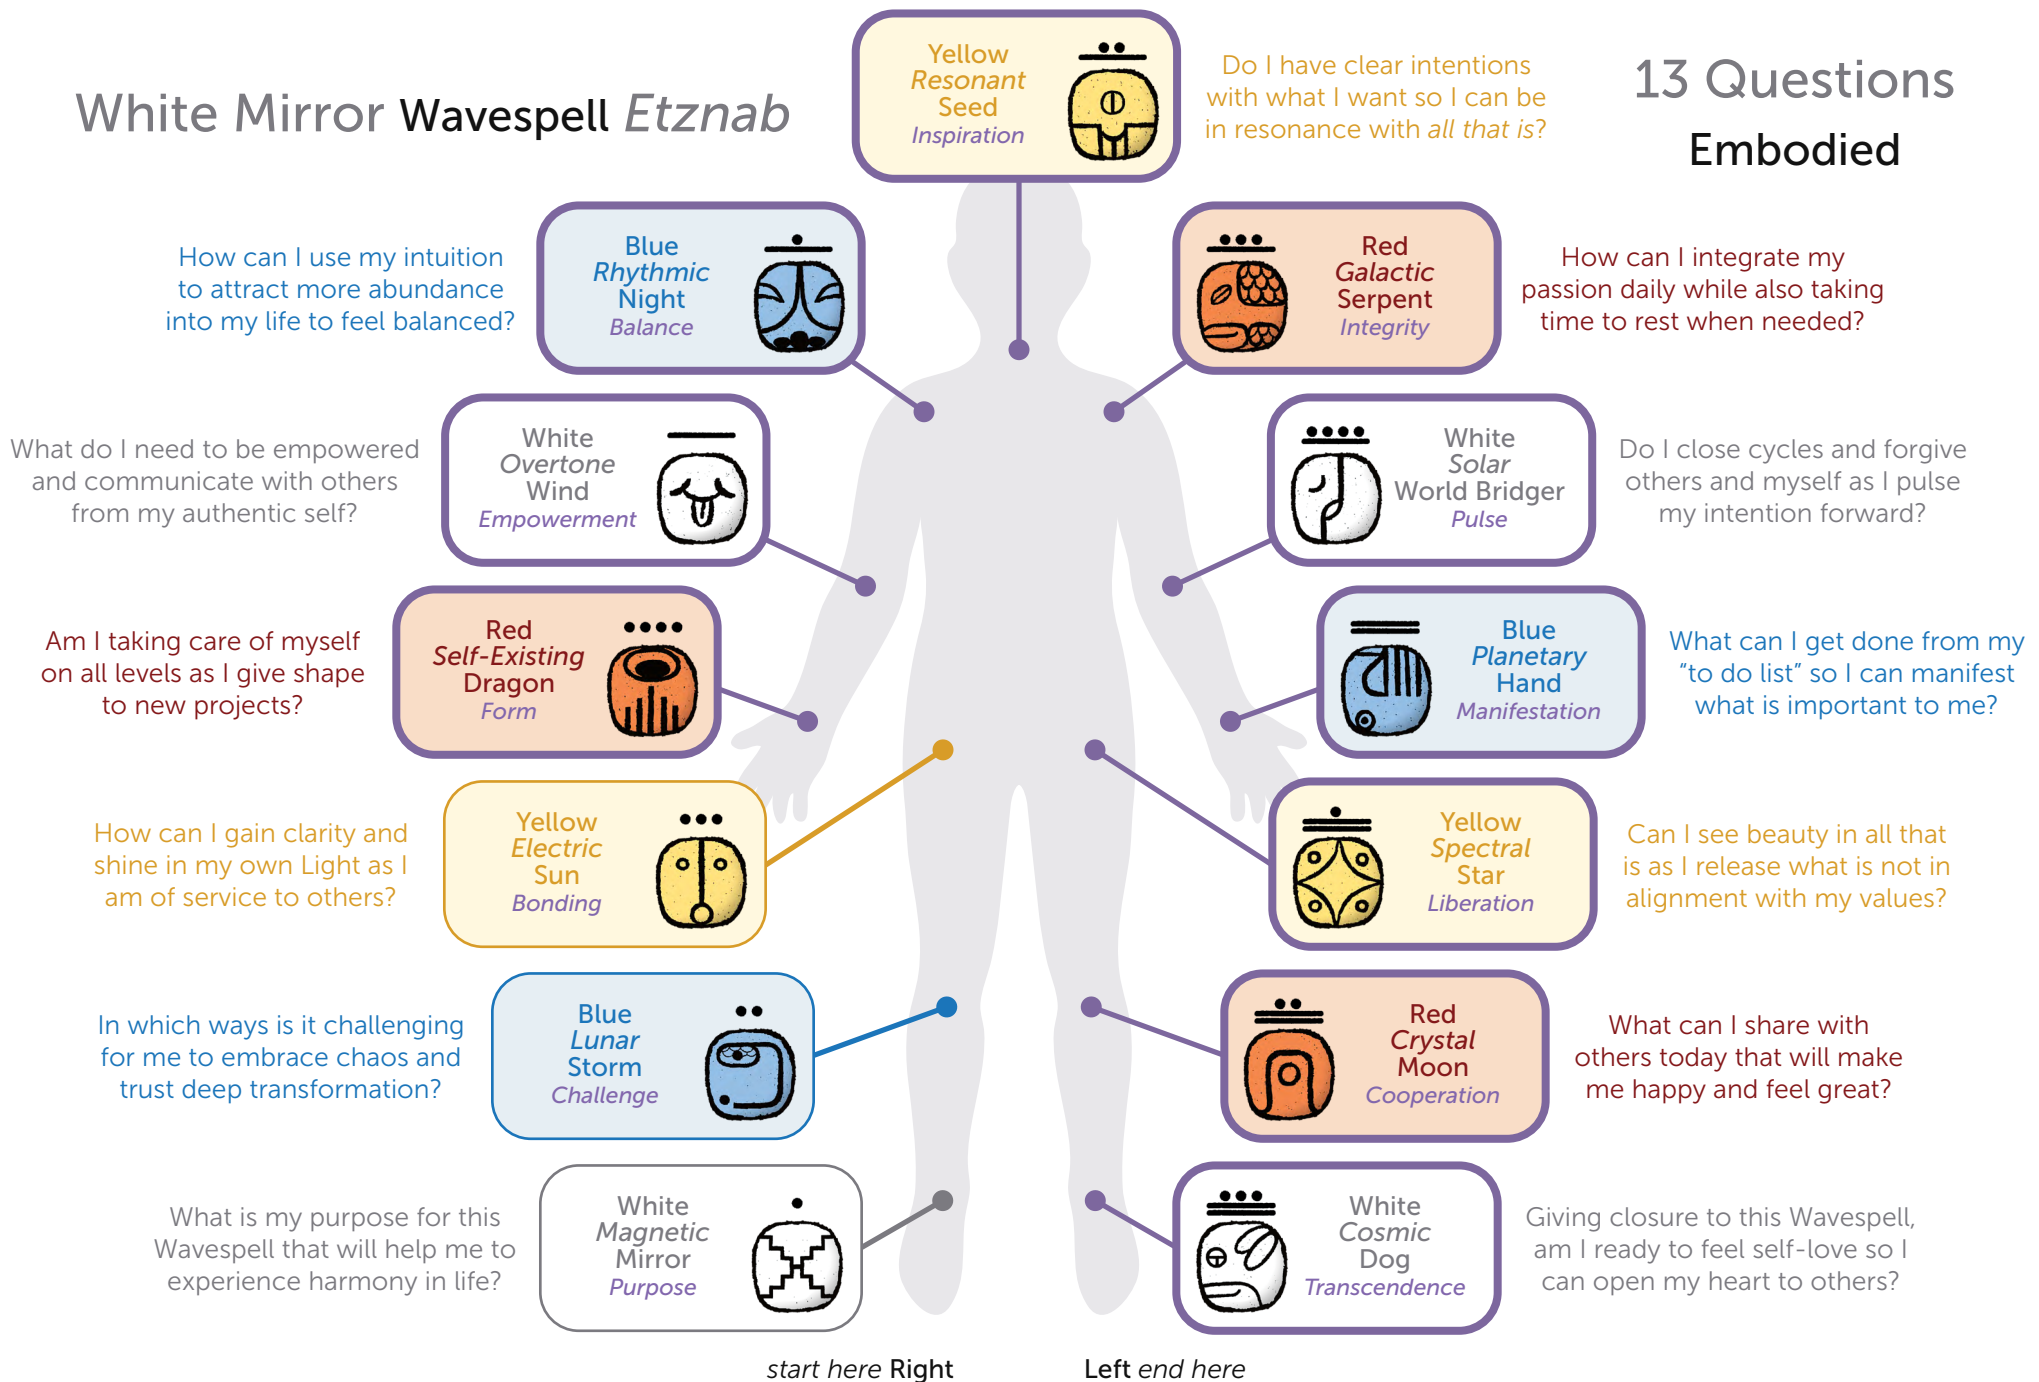 White Mirror Wavespell Etznab
13 Questions
Embodied
Yellow
Resonant
Seed
Inspiration
Do I have clear intentions
with what I want so I can be
in resonance with all that is?
How can I use my intuition
to attract more abundance
into my life to feel balanced?
Blue
Rhythmic
Night
Balance
Red
Galactic
Serpent
Integrity
How can I integrate my
passion daily while also taking
time to rest when needed?
What do I need to be empowered
and communicate with others
from my authentic self?
White
Overtone
Wind
Empowerment
White
Solar
World Bridger
Pulse
Do I close cycles and forgive
others and myself as I pulse
my intention forward?
Am I taking care of myself
on all levels as I give shape
to new projects?
Red
Self-Existing
Dragon
Form
Blue
Planetary
Hand
Manifestation
What can I get done from my
“to do list” so I can manifest
what is important to me?
How can I gain clarity and
shine in my own Light as I
am of service to others?
Yellow
Electric
Sun
Bonding
Yellow
Spectral
Star
Liberation
Can I see beauty in all that
is as I release what is not in
alignment with my values?
In which ways is it challenging
for me to embrace chaos and
trust deep transformation?
Blue
Lunar
Storm
Challenge
Red
Crystal
Moon
Cooperation
What can I share with
others today that will make
me happy and feel great?
What is my purpose for this
Wavespell that will help me to
experience harmony in life?
White
Magnetic
Mirror
Purpose
White
Cosmic
Dog
Transcendence
Giving closure to this Wavespell,
am I ready to feel self-love so I
can open my heart to others?
start here Right
Left end here